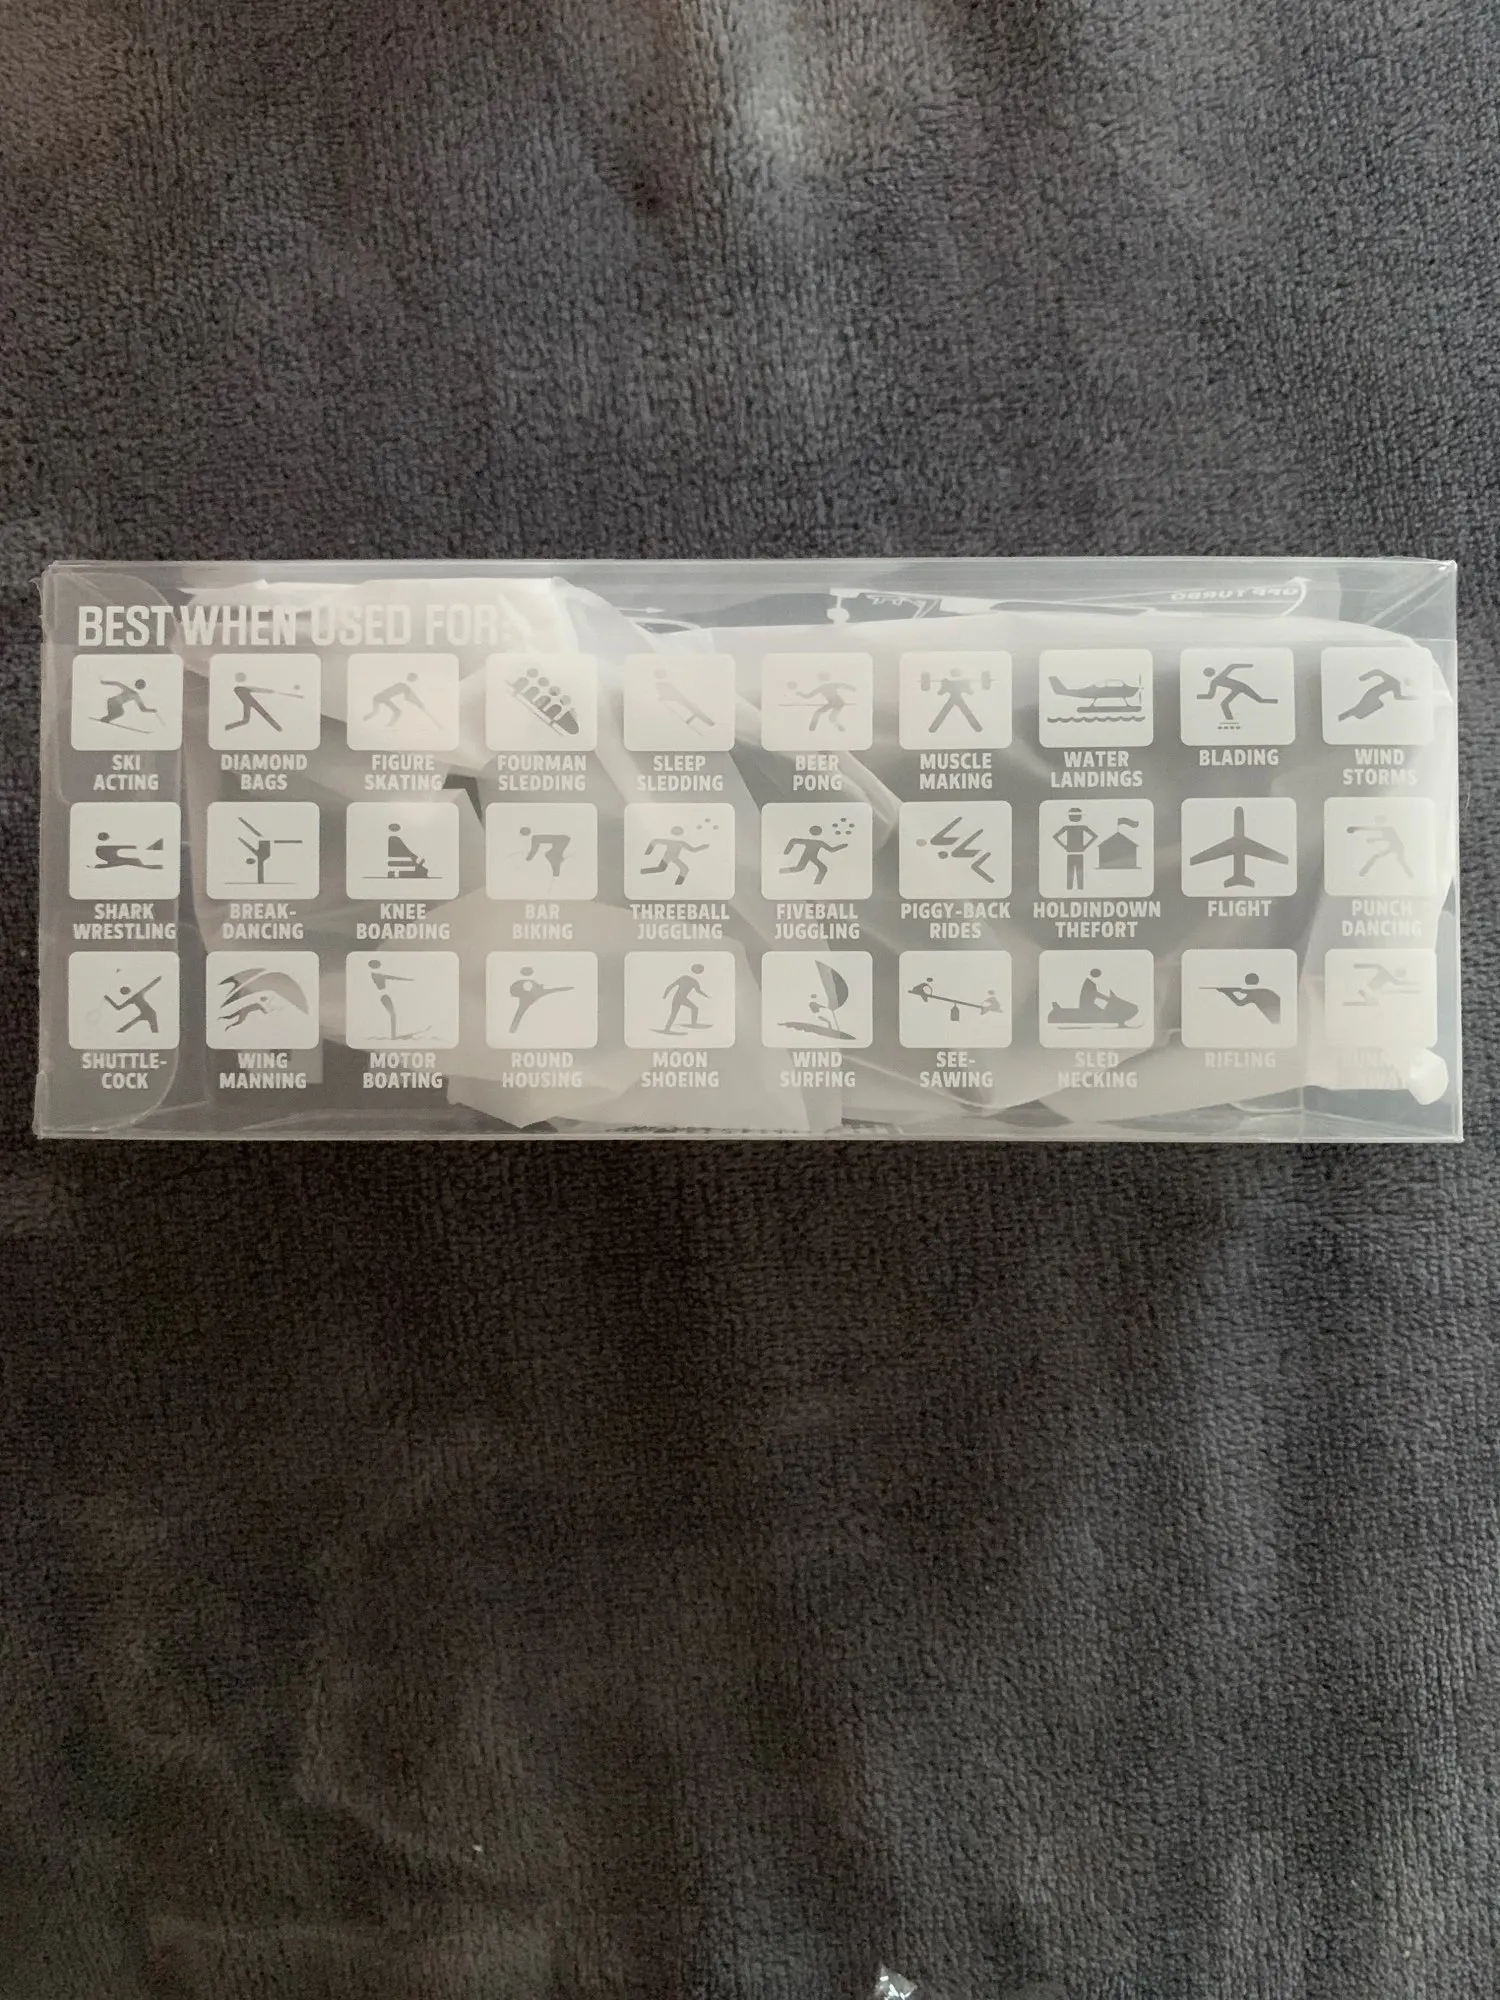 BEST WHEN USED FOR:
SKI
ACTING
DIAMOND
BAGS
FIGURE
SKATING
FOURMAN
SLEDDING
SLEEP
SLEDDING
BEER
PONG
MUSCLE
MAKING
WATER
LANDINGS
BLADING
WIND
STORMS
SHARK
WRESTLING
BREAK-
DANCING
KNEE
BOARDING
BAR
BIKING
THREEBALL
JUGGLING
FIVEBALL
JUGGLING
PIGGY-BACK
RIDES
HOLDINDOWN
THEFORT
FLIGHT
PUNCH
DANCING
SHUTTLE-
COCK
WING
MANNING
MOTOR
BOATING
ROUND
HOUSING
MOON
SHOEING
WIND
SURFING
SEE-
SAWING
SLED
NECKING
RIFLING